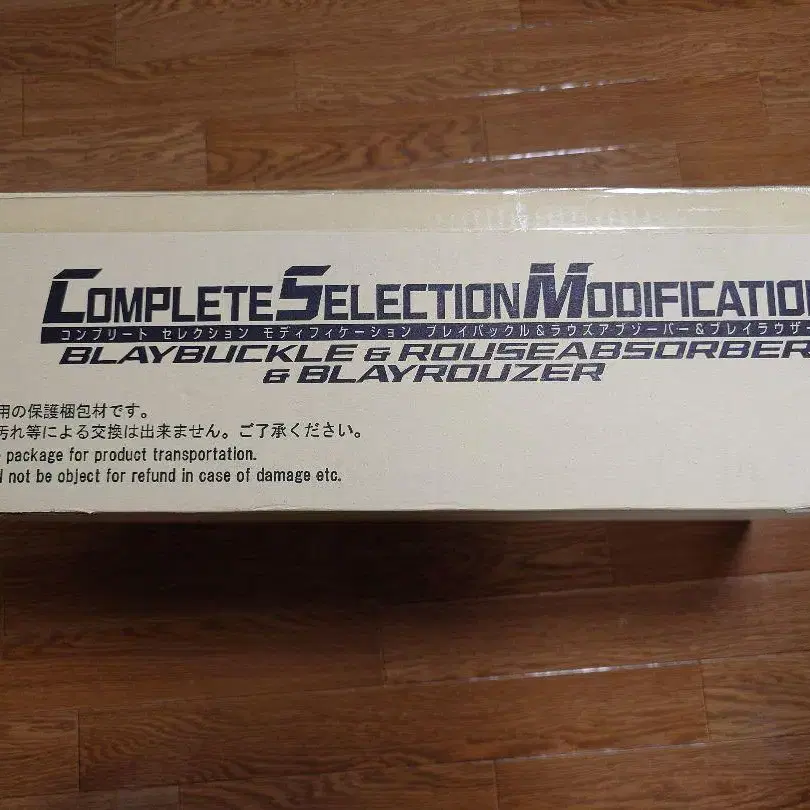 COMPLETE SELECTION MODIFICATIO
コンプリート セレクション モディフィケーション ブレイバックル&ラウズアブソーバー&ブレイラウザ
BLAYBUCKLE & ROUSEABSORBER
& BLAYROUZER
用の保護梱包材です。
汚れ等による交換は出来ません。ご了承ください。
package for product transportation.
not be object for refund in case of damage etc.